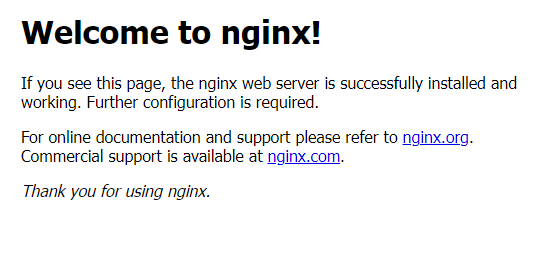 Welcome to nginx!
If you see this page, the nginx web server is successfully installed and
working. Further configuration is required.
For online documentation and support please refer to nginx.org.
Commercial support is available at nginx.com.
Thank you for using nginx.